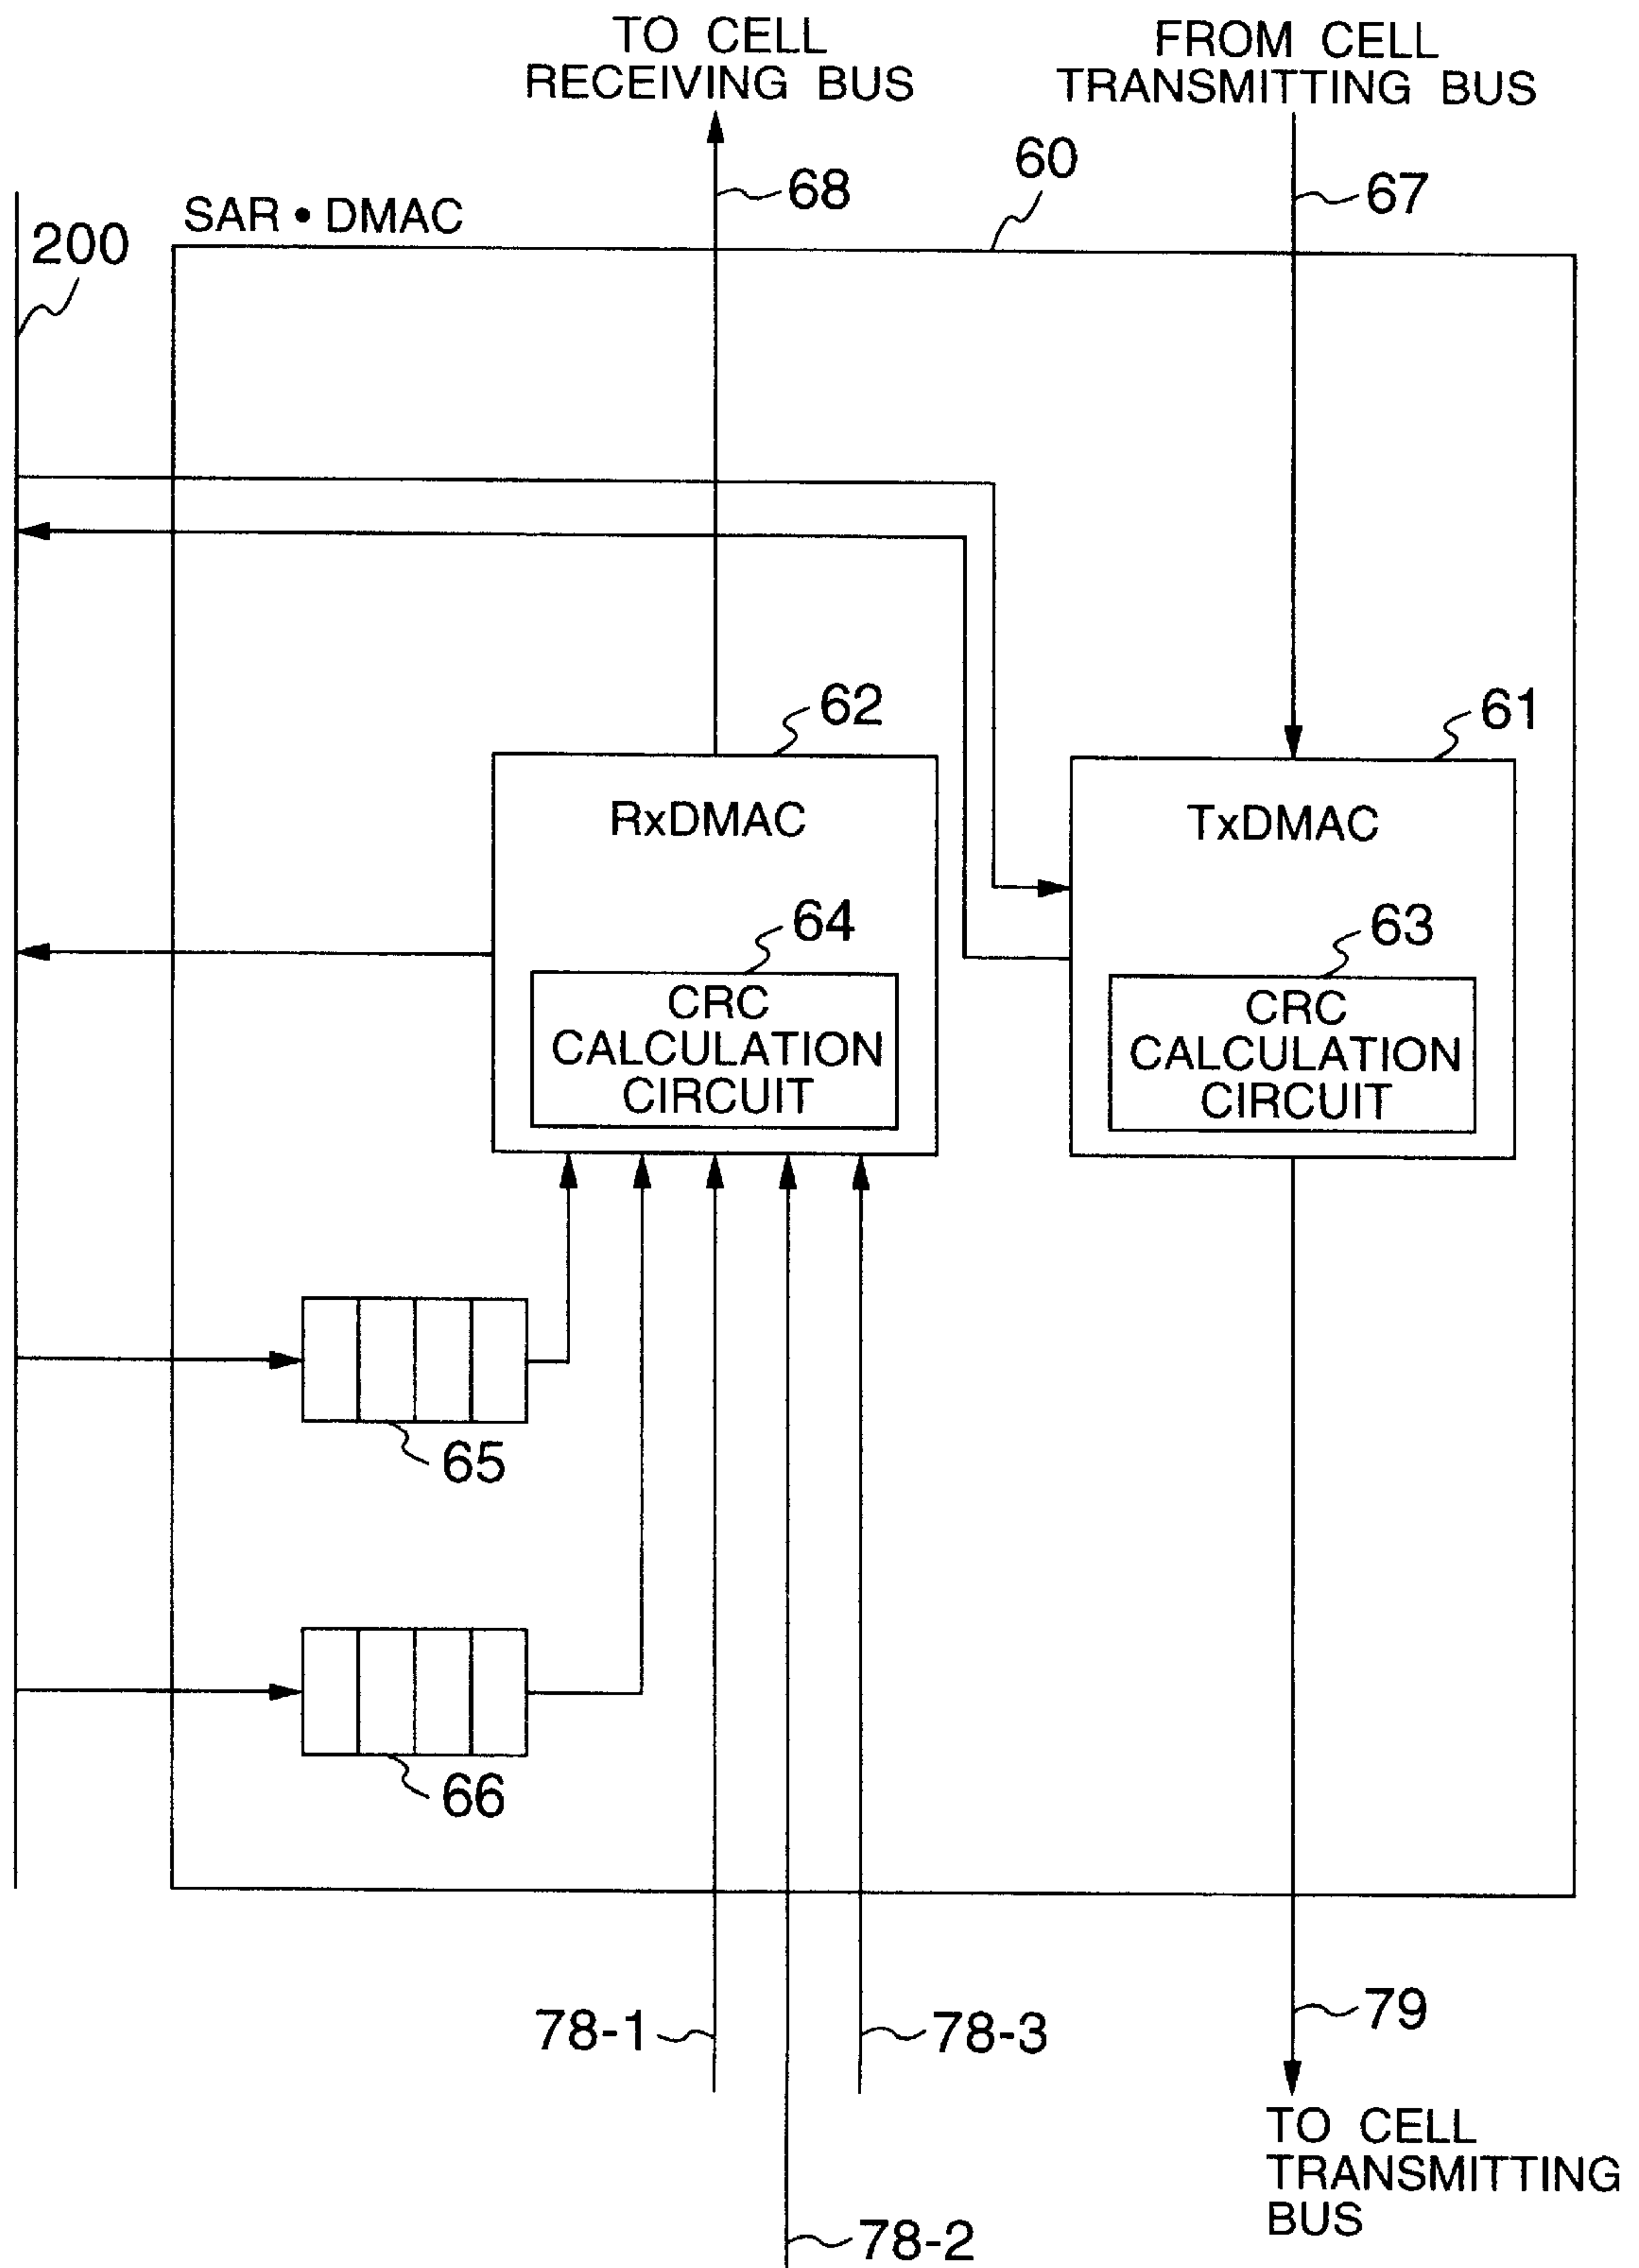 TO CELL
RECEIVING BUS
FROM CELL
TRANSMITTING BUS
60
68
67
SAR • DMAC
200
62
61
RxDMAC
TxDMAC
64
63
CRC
CALCULATION
CIRCUIT
CRC
CALCULATION
CIRCUIT
65
66
78-1
78-3
79
TO CELL
TRANSMITTING
BUS
78-2